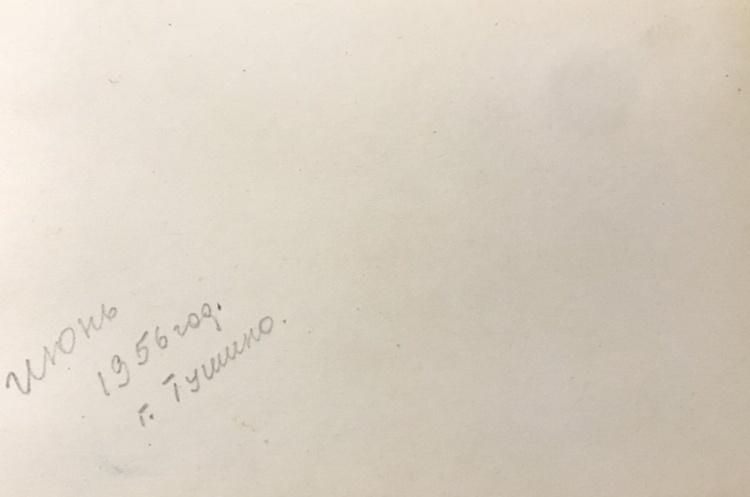 июнь
1956 год.
г. Тушино.